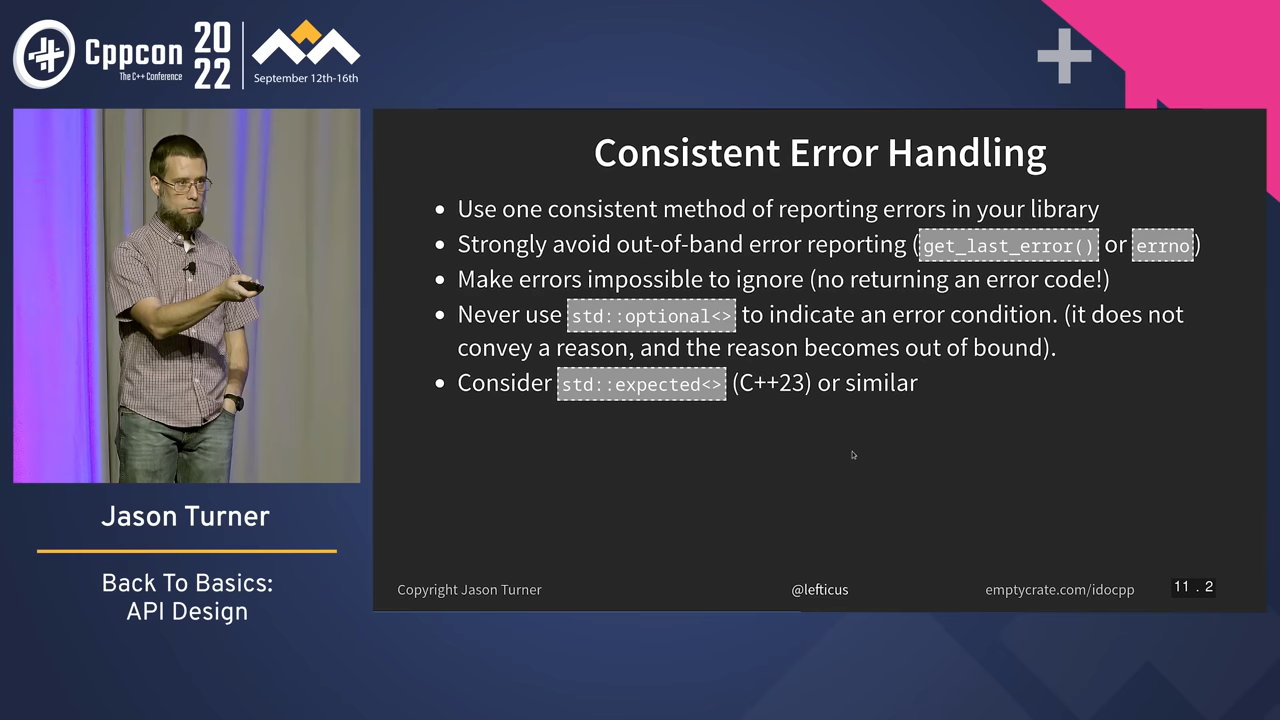 Cppcon
The C++ Conference
20
22
September 12th-16th
Consistent Error Handling
• Use one consistent method of reporting errors in your library
• Strongly avoid out-of-band error reporting (get_last_error() or errno)
• Make errors impossible to ignore (no returning an error code!)
• Never use std::optional<> to indicate an error condition. (it does not
convey a reason, and the reason becomes out of bound).
• Consider std::expected<> (C++23) or similar
Copyright Jason Turner
@lefticus
emptycrate.com/idocpp
11 . 2
Jason Turner
Back To Basics:
API Design